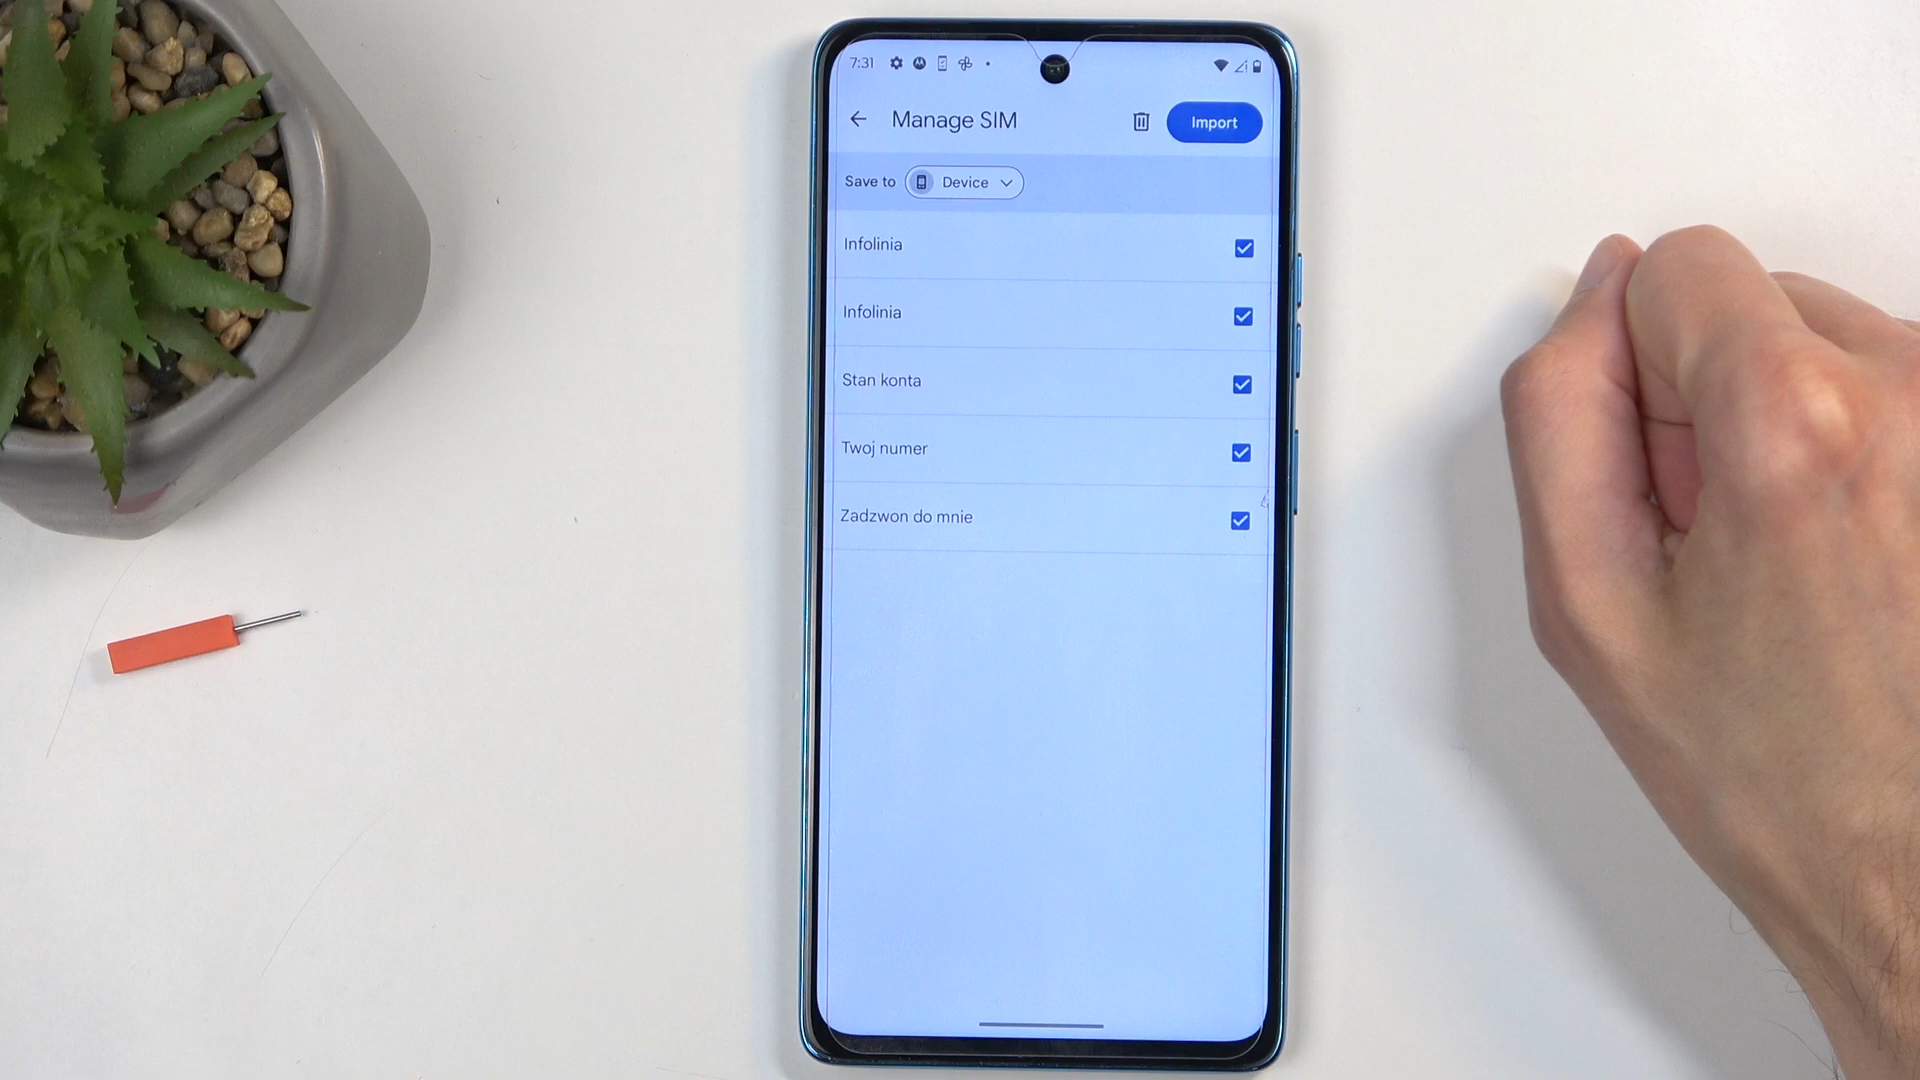 7:31
Manage SIM
Import
Save to Device
Infolinia
Infolinia
Stan konta
Twoj numer
Zadzwon do mnie